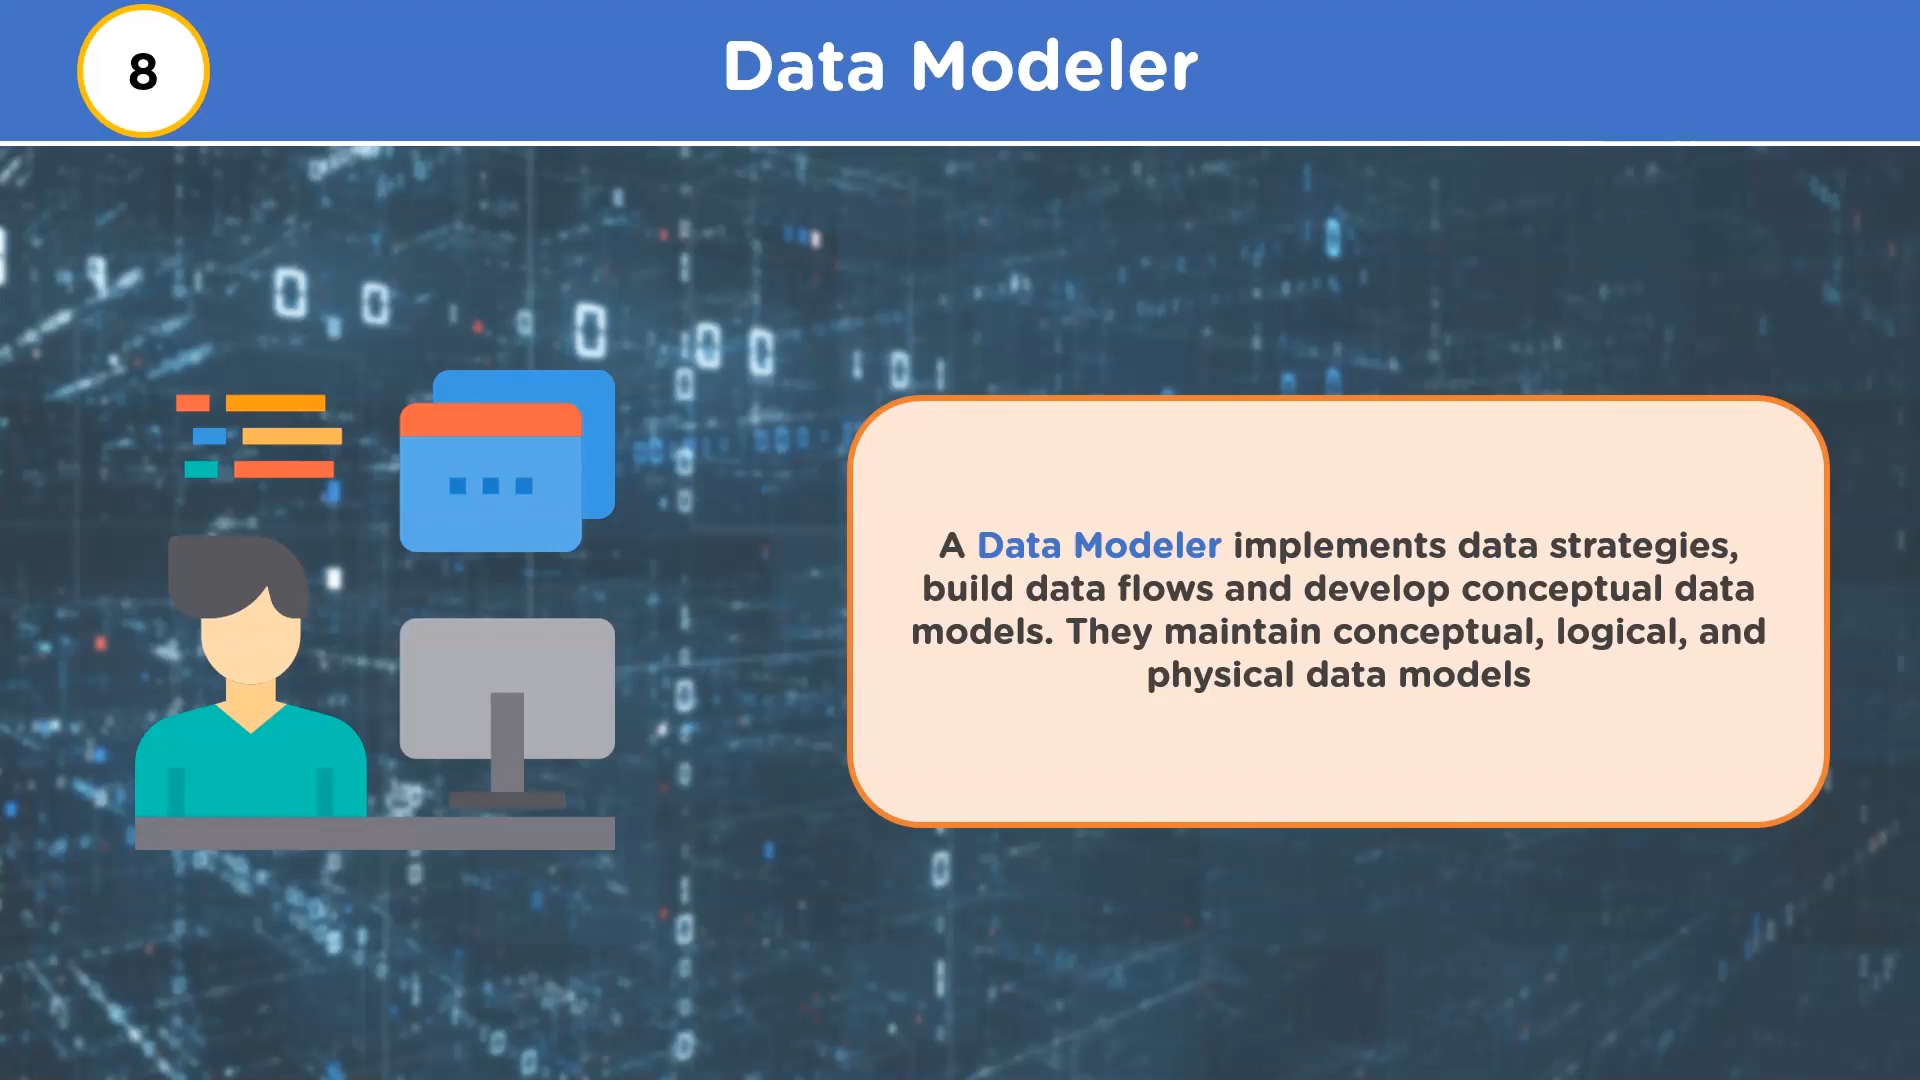 8
Data Modeler
A Data Modeler implements data strategies,
build data flows and develop conceptual data
models. They maintain conceptual, logical, and
physical data models